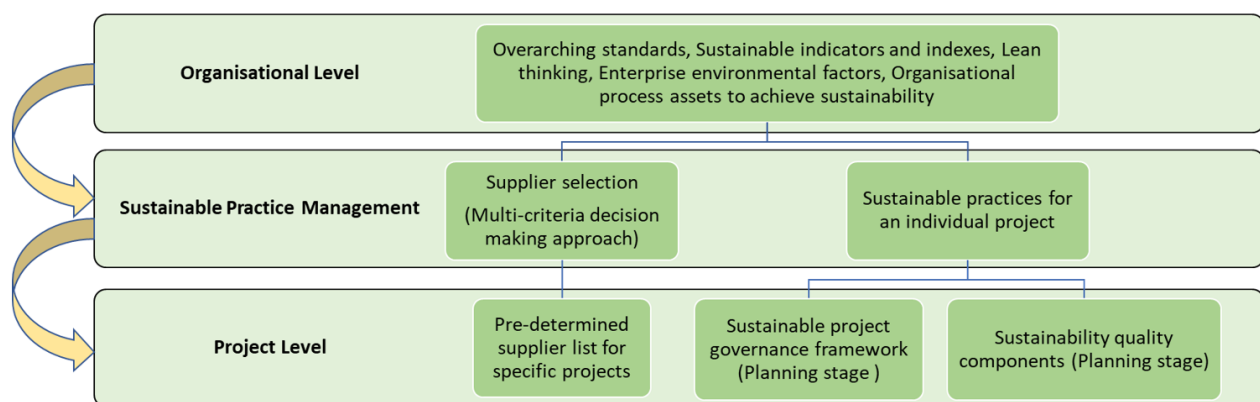 Organisational Level
Overarching standards, Sustainable indicators and indexes, Lean
thinking, Enterprise environmental factors, Organisational
process assets to achieve sustainability
Sustainable Practice Management
Supplier selection
(Multi-criteria decision
making approach)
Sustainable practices for
an individual project
Project Level
Pre-determined
supplier list for
specific projects
Sustainable project
governance framework
(Planning stage )
Sustainability quality
components (Planning stage)